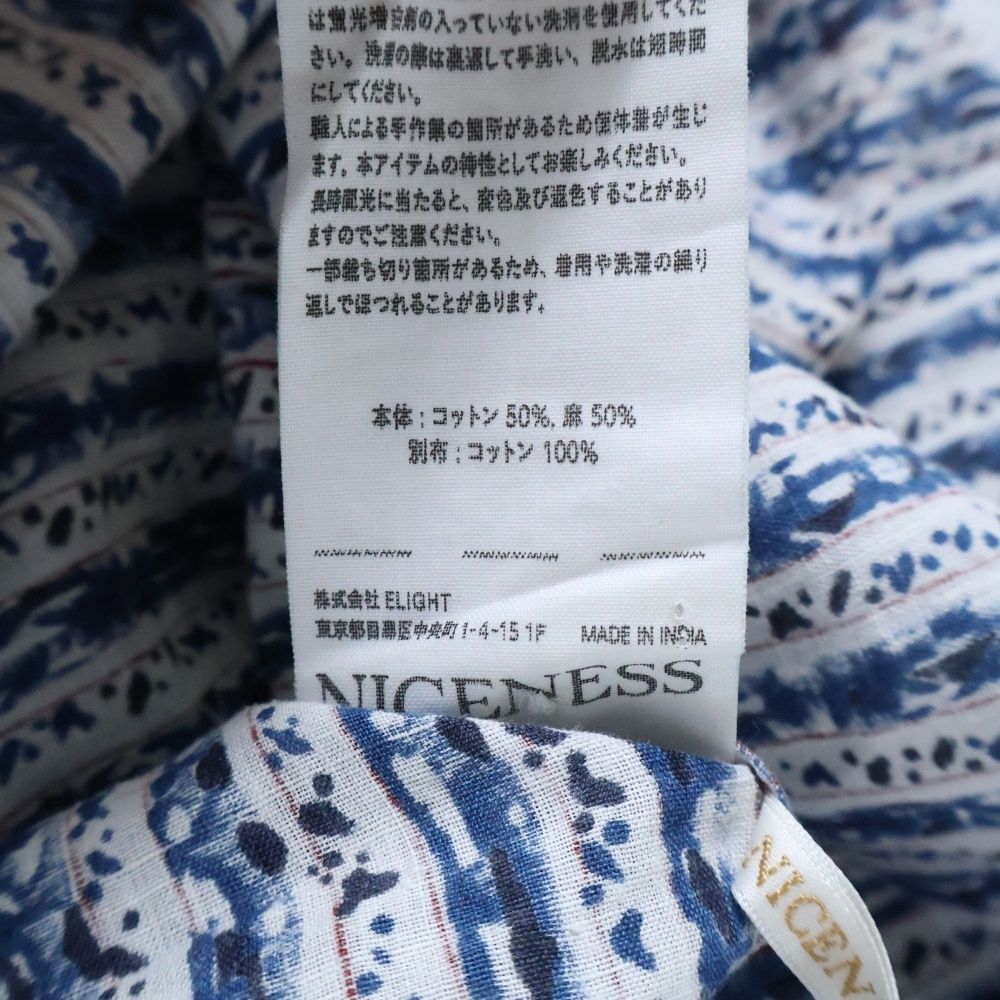 は蛍光増白剤の入っていない洗剤を使用してくだ
さい。洗濯の際は裏返して手洗い、脱水は短時間
にしてください。
職人による手作業の箇所があるため個体差が生じ
ます。本アイテムの特性としてお楽しみください。
長時間光に当たると、変色及び退色することがあり
ますのでご注意ください。
一部裁ち切り箇所があるため、着用や洗濯の繰り
返しでほつれることがあります。
本体 : コットン 50%, 麻 50%
別布 : コットン 100%
株式会社 ELIGHT
東京都目黒区中央町 1-4-15 1F MADE IN INDIA
NICENESS
NICEN